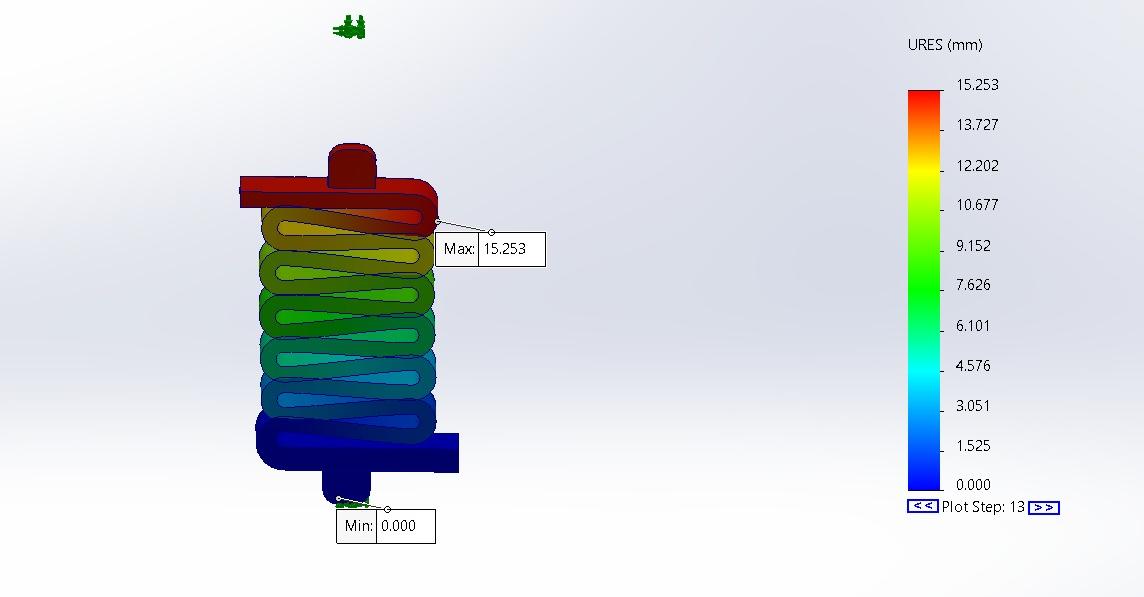 URES (mm)
15.253
13.727
12.202
10.677
9.152
7.626
6.101
4.576
3.051
1.525
0.000
<< Plot Step: 13 >>
Max: 15.253
Min: 0.000